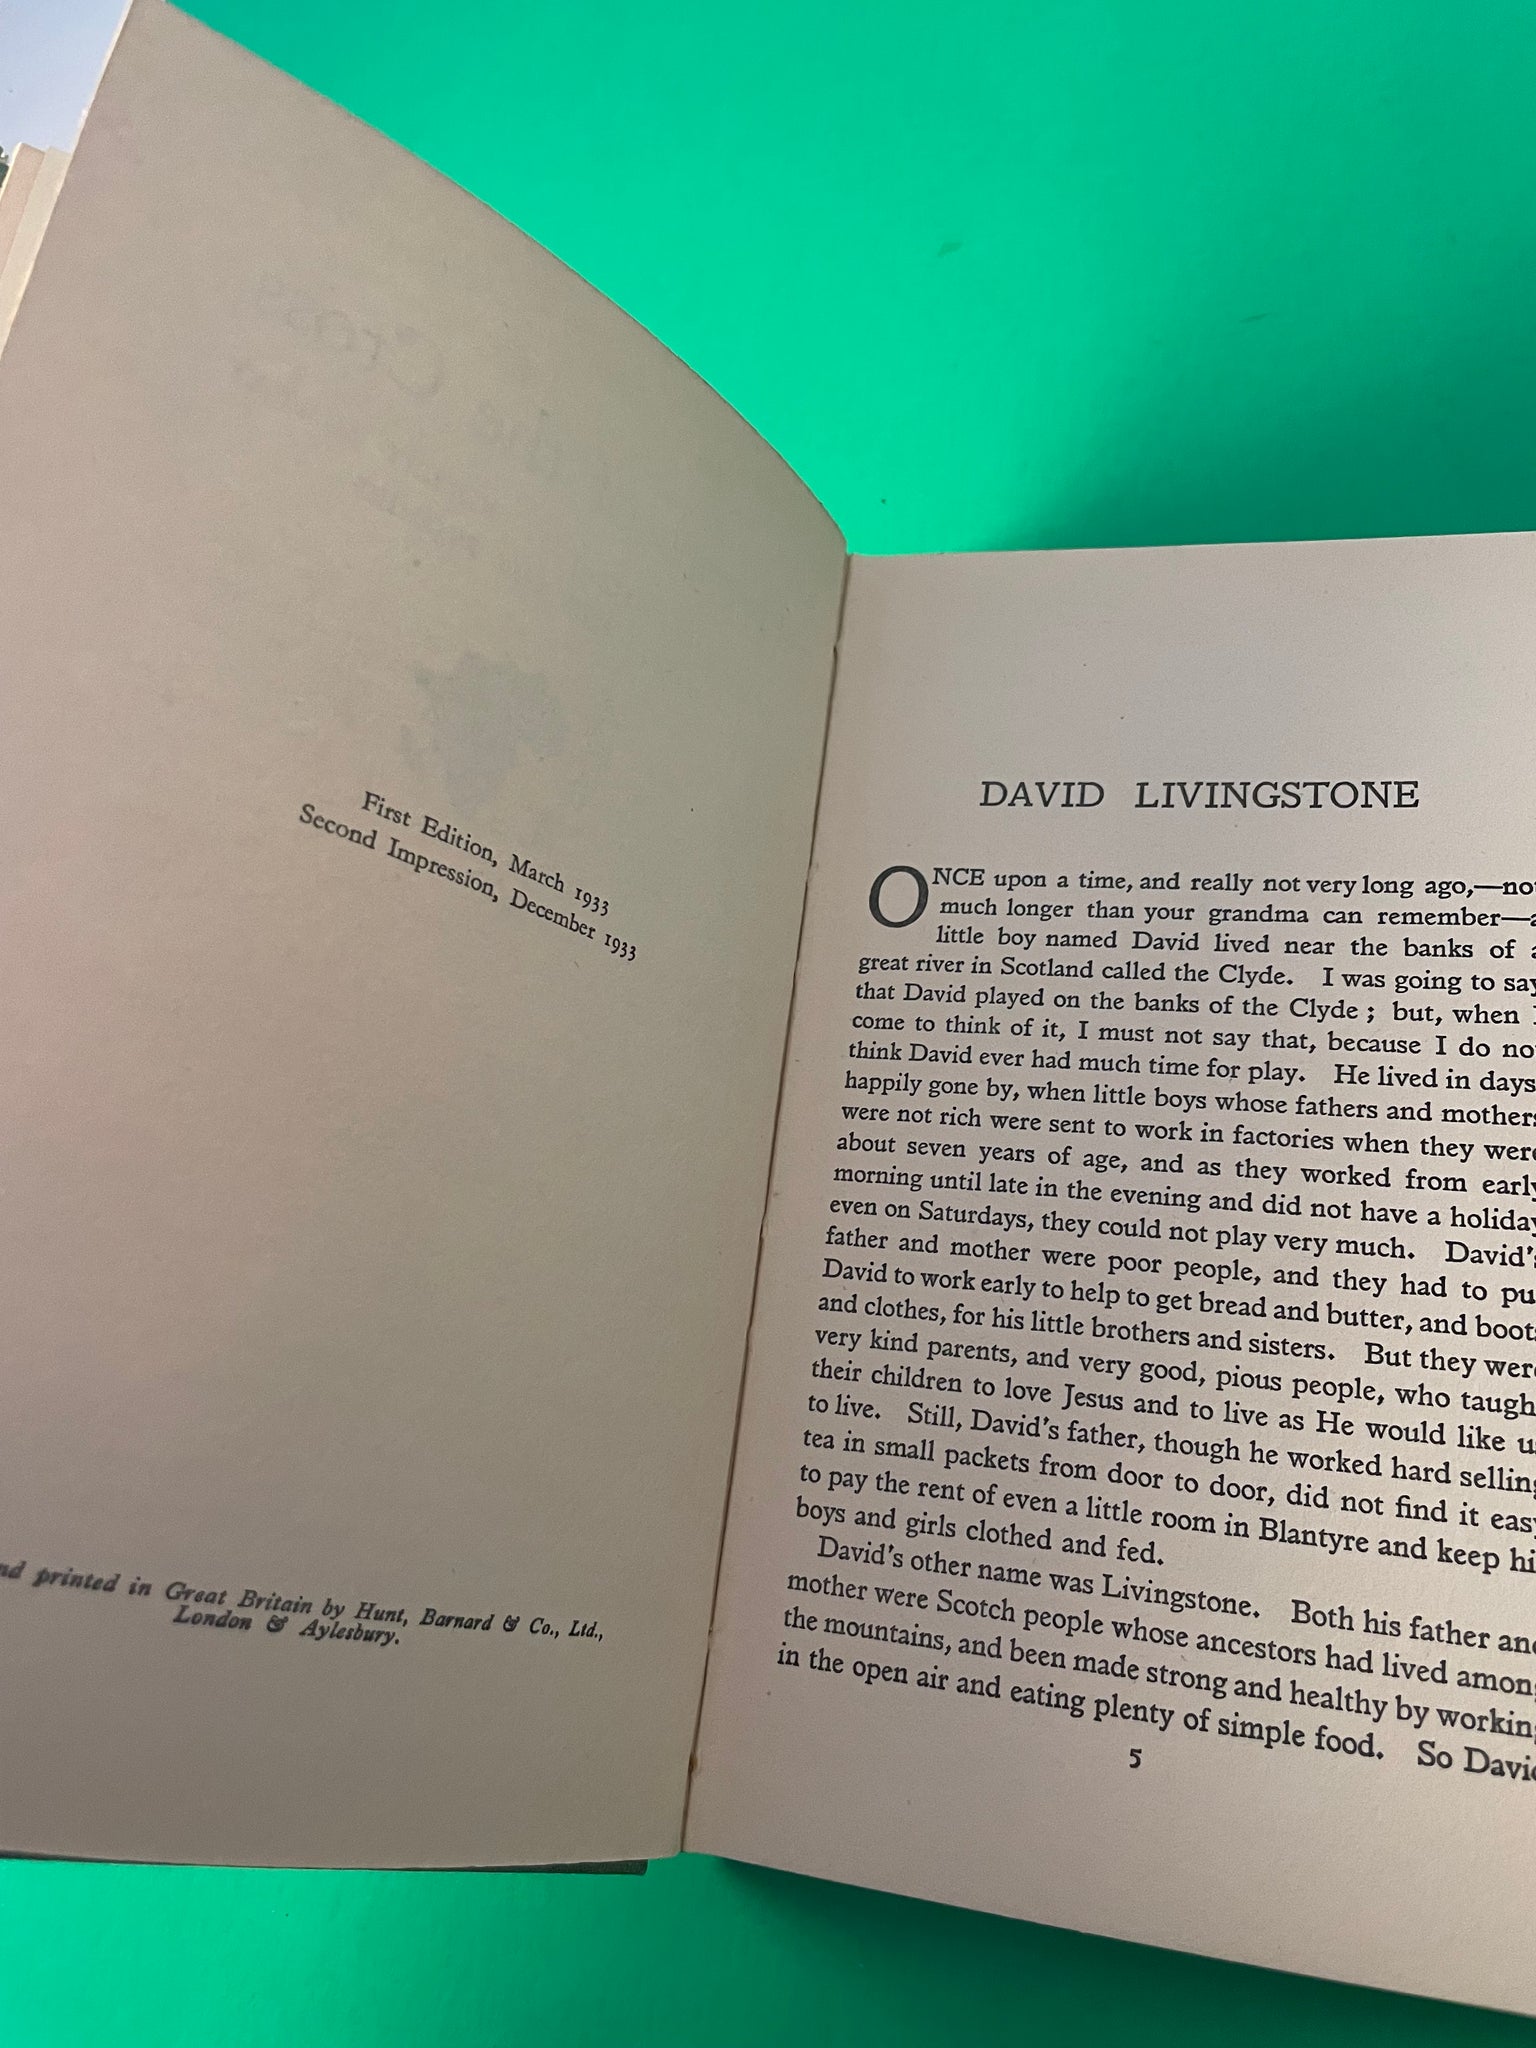 First Edition, March 1933
Second Impression, December 1933
printed in Great Britain by Hunt, Barnard & Co., Ltd.,
London & Aylesbury.
DAVID LIVINGSTONE
ONCE upon a time, and really not very long ago,—not
much longer than your grandma can remember—a
little boy named David lived near the banks of a
great river in Scotland called the Clyde. I was going to say
that David played on the banks of the Clyde; but, when I
come to think of it, I must not say that, because I do not
think David ever had much time for play. He lived in days,
happily gone by, when little boys whose fathers and mothers
were not rich were sent to work in factories when they were
about seven years of age, and as they worked from early
morning until late in the evening and did not have a holiday
even on Saturdays, they could not play very much. David's
father and mother were poor people, and they had to pu
David to work early to help to get bread and butter, and boots
and clothes, for his little brothers and sisters. But they were
very kind parents, and very good, pious people, who taugh
their children to love Jesus and to live as He would like u
to live. Still, David's father, though he worked hard selling
tea in small packets from door to door, did not find it easy
to pay the rent of even a little room in Blantyre and keep hi
boys and girls clothed and fed.
David's other name was Livingstone. Both his father and
mother were Scotch people whose ancestors had lived among
the mountains, and been made strong and healthy by working
in the open air and eating plenty of simple food. So David
5